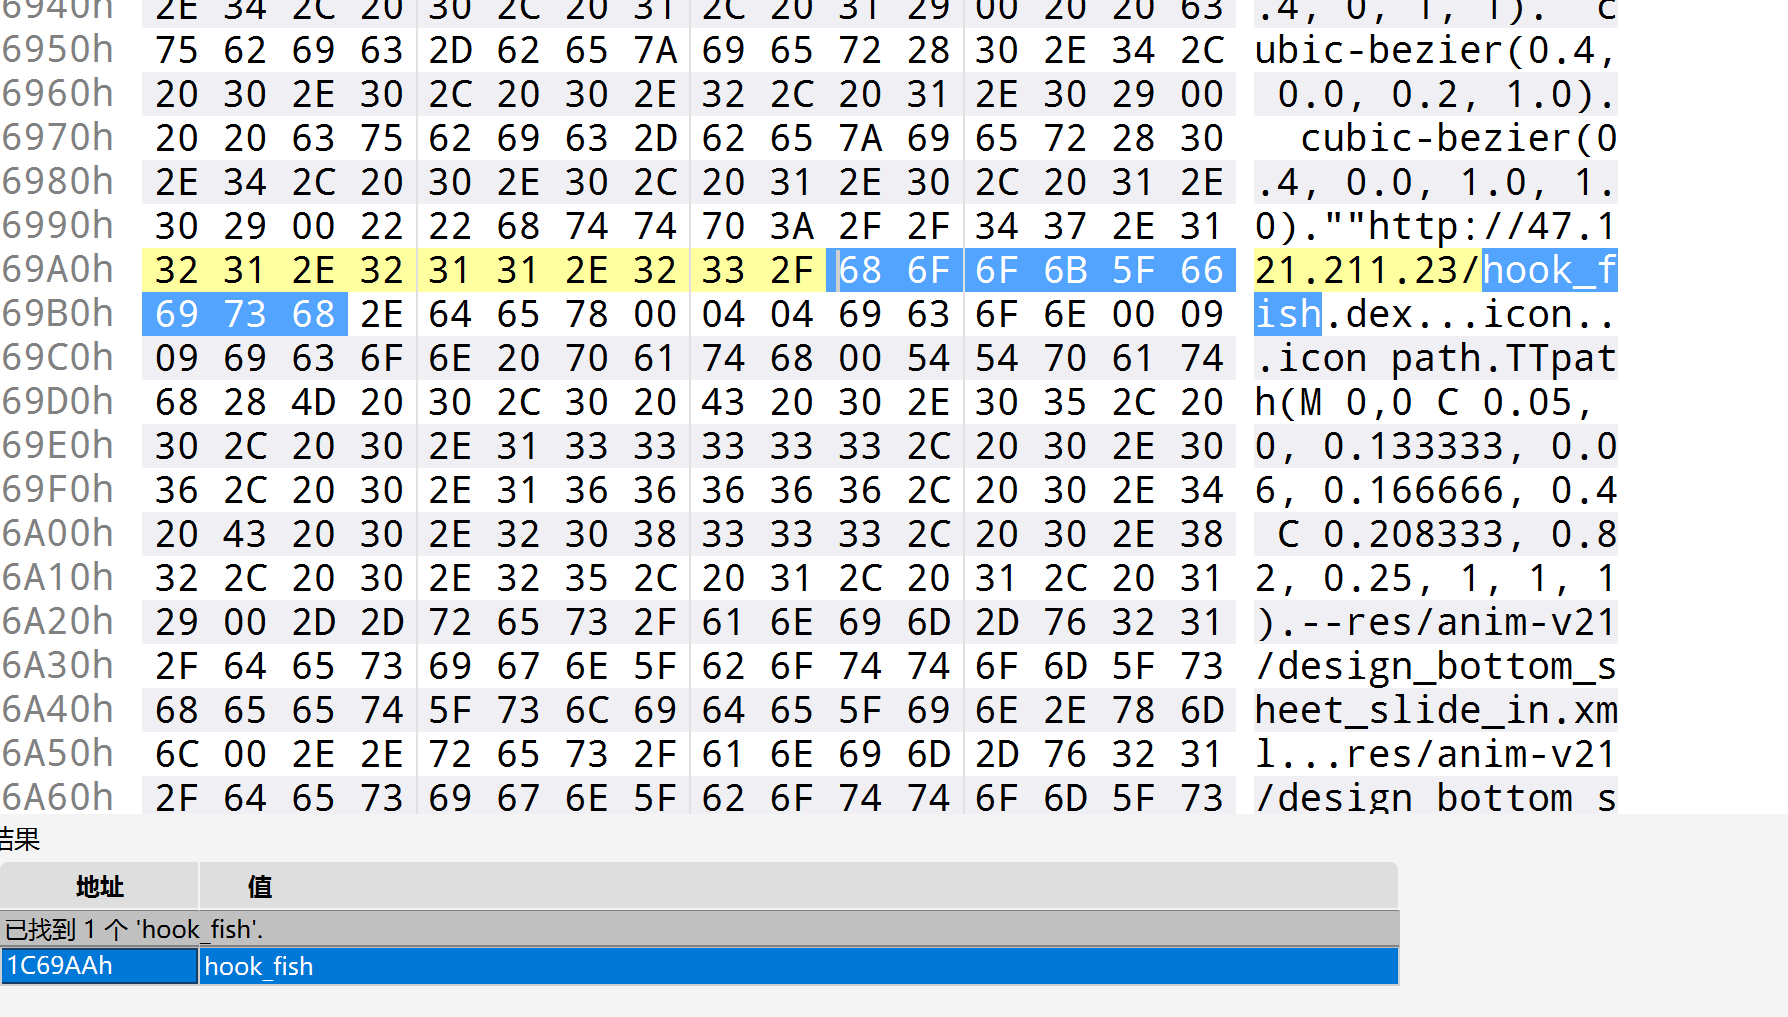 6940h 2E 34 2C 20 30 2C 20 31 2C 20 31 29 00 20 20 63 .4, 0, 1, 1).  c
6950h 75 62 69 63 2D 62 65 7A 69 65 72 28 30 2E 34 2C ubic-bezier(0.4,
6960h 20 30 2E 30 2C 20 30 2E 32 2C 20 31 2E 30 29 00  0.0, 0.2, 1.0).
6970h 20 20 63 75 62 69 63 2D 62 65 7A 69 65 72 28 30   cubic-bezier(0
6980h 2E 34 2C 20 30 2E 30 2C 20 31 2E 30 2C 20 31 2E .4, 0.0, 1.0, 1.
6990h 30 29 00 22 22 68 74 74 70 3A 2F 2F 34 37 2E 31 0).""http://47.1
69A0h 32 31 2E 32 31 31 2E 32 33 2F 68 6F 6F 6B 5F 66 21.211.23/hook_f
69B0h 69 73 68 2E 64 65 78 00 04 04 69 63 6F 6E 00 09 ish.dex...icon..
69C0h 09 69 63 6F 6E 20 70 61 74 68 00 54 54 70 61 74 .icon path.TTpat
69D0h 68 28 4D 20 30 2C 30 20 43 20 30 2E 30 35 2C 20 h(M 0,0 C 0.05,
69E0h 30 2C 20 30 2E 31 33 33 33 33 33 2C 20 30 2E 30 0, 0.133333, 0.0
69F0h 36 2C 20 30 2E 31 36 36 36 36 36 2C 20 30 2E 34 6, 0.166666, 0.4
6A00h 20 43 20 30 2E 32 30 38 33 33 33 2C 20 30 2E 38  C 0.208333, 0.8
6A10h 32 2C 20 30 2E 32 35 2C 20 31 2C 20 31 2C 20 31 2, 0.25, 1, 1, 1
6A20h 29 00 2D 2D 72 65 73 2F 61 6E 69 6D 2D 76 32 31 ).--res/anim-v21
6A30h 2F 64 65 73 69 67 6E 5F 62 6F 74 74 6F 6D 5F 73 /design_bottom_s
6A40h 68 65 65 74 5F 73 6C 69 64 65 5F 69 6E 2E 78 6D heet_slide_in.xm
6A50h 6C 00 2E 2E 72 65 73 2F 61 6E 69 6D 2D 76 32 31 l...res/anim-v21
6A60h 2F 64 65 73 69 67 6E 5F 62 6F 74 74 6F 6D 5F 73 /design_bottom_s
结果
地址 值
已找到 1 个 'hook_fish'.
1C69AAh hook_fish